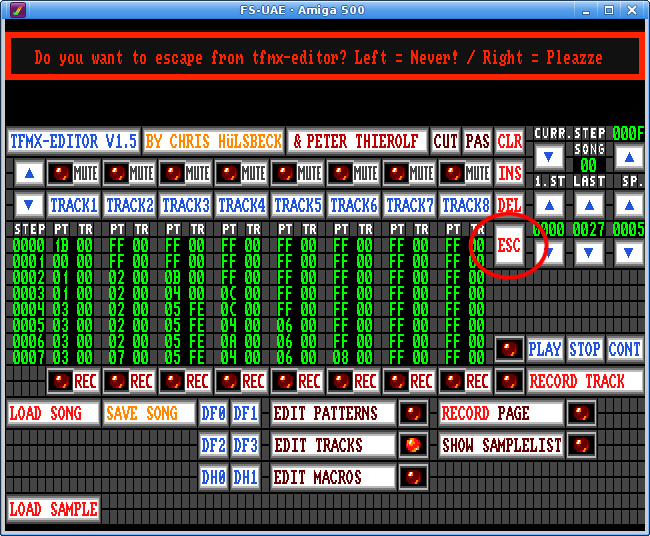 FS-UAE · Amiga 500
Do you want to escape from tfmx-editor? Left = Never! / Right = Pleazze
TFMX-EDITOR V1.5 BY CHRIS HüLSBECK & PETER THIEROLF CUT PAS CLR CURR.STEP 000F
SONG
00
MUTE MUTE MUTE MUTE MUTE MUTE MUTE MUTE INS 1.ST LAST SP.
TRACK1 TRACK2 TRACK3 TRACK4 TRACK5 TRACK6 TRACK7 TRACK8 DEL
STEP PT TR PT TR PT TR PT TR PT TR PT TR PT TR PT TR 0000 0027 0005
0000 1B 00 FF 00 FF 00 FF 00 FF 00 FF 00 FF 00 FF 00 ESC
0001 00 00 FF 00 FF 00 FF 00 FF 00 FF 00 FF 00 FF 00
0002 01 00 02 00 0B 00 FF 00 FF 00 FF 00 FF 00 FF 00
0003 01 00 02 00 04 00 0C 00 FF 00 FF 00 FF 00 FF 00
0004 03 00 02 00 05 FE 0C 00 FF 00 FF 00 FF 00 FF 00
0005 03 00 02 00 05 FE 04 00 06 00 FF 00 FF 00 FF 00
0006 03 00 02 00 05 FE 0A 00 06 00 FF 00 FF 00 FF 00
0007 03 00 07 00 05 FE 04 00 06 00 08 00 FF 00 FF 00
PLAY STOP CONT
REC REC REC REC REC REC REC REC RECORD TRACK
LOAD SONG SAVE SONG DF0 DF1 EDIT PATTERNS RECORD PAGE
DF2 DF3 EDIT TRACKS SHOW SAMPLELIST
DH0 DH1 EDIT MACROS
LOAD SAMPLE